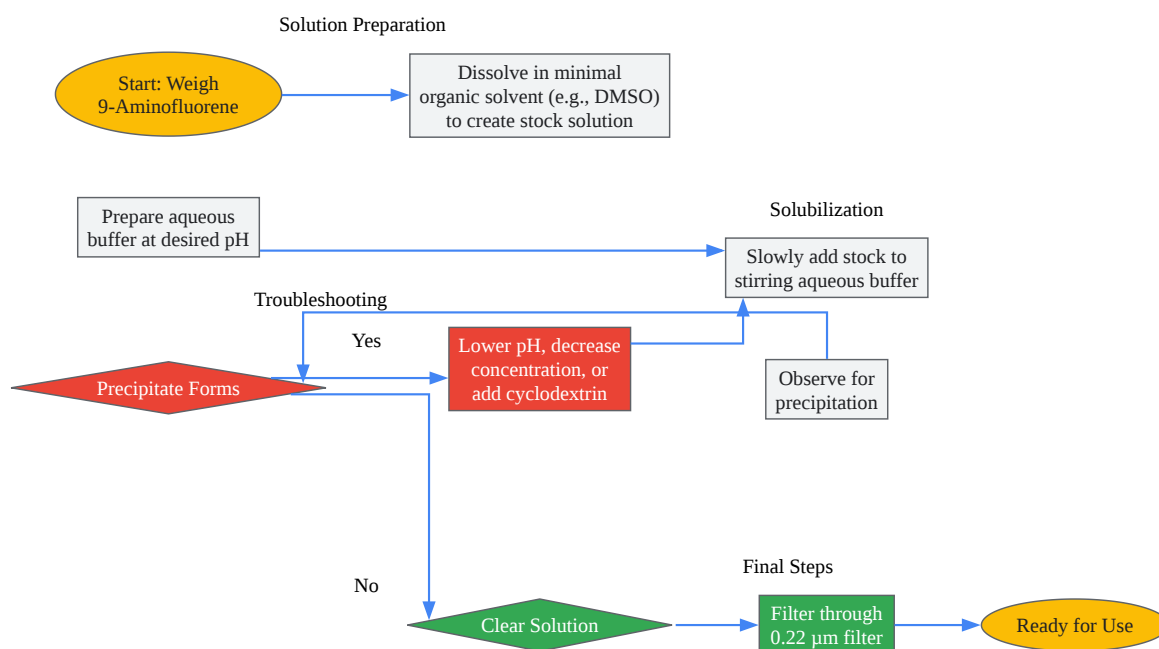 Solution Preparation
Start: Weigh
9-Aminofluorene
Dissolve in minimal
organic solvent (e.g., DMSO)
to create stock solution
Prepare aqueous
buffer at desired pH
Solubilization
Slowly add stock to
stirring aqueous buffer
Troubleshooting
Yes
Precipitate Forms
Lower pH, decrease
concentration, or
add cyclodextrin
Observe for
precipitation
No
Clear Solution
Final Steps
Filter through
0.22 µm filter
Ready for Use